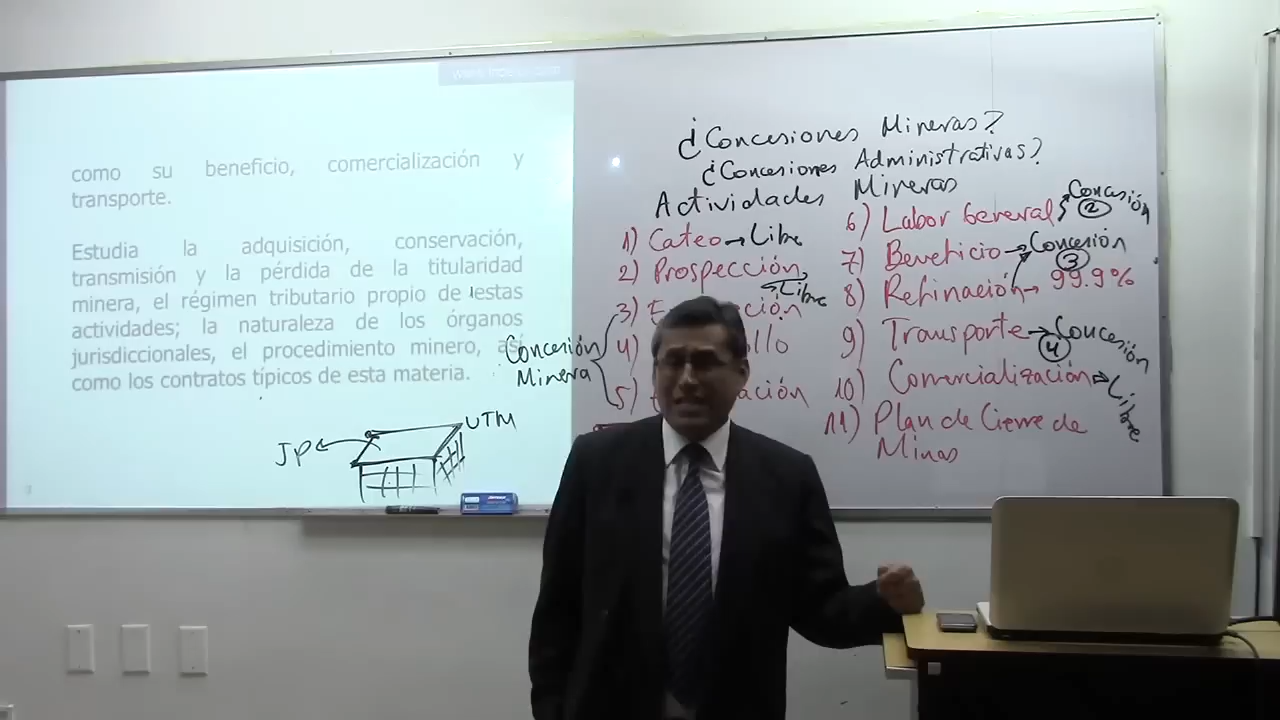 como su beneficio, comercialización y
transporte.
Estudia la adquisición, conservación,
transmisión y la pérdida de la titularidad
minera, el régimen tributario propio de estas
actividades; la naturaleza de los órganos
jurisdiccionales, el procedimiento minero, así
como los contratos típicos de esta materia.
JP
UTM
¿Concesiones Mineras?
¿Concesiones Administrativas?
Actividades Mineras
1) Cateo → Libre
2) Prospección
Libre
3) E ción
4) llo
5) ación
Concesión
Minera
6) Labor General
Concesión
2
7) Beneficio → Concesión
3
8) Refinación → 99.9%
9) Transporte → Concesión
4
10) Comercialización → Libre
11) Plan de Cierre de
Minas